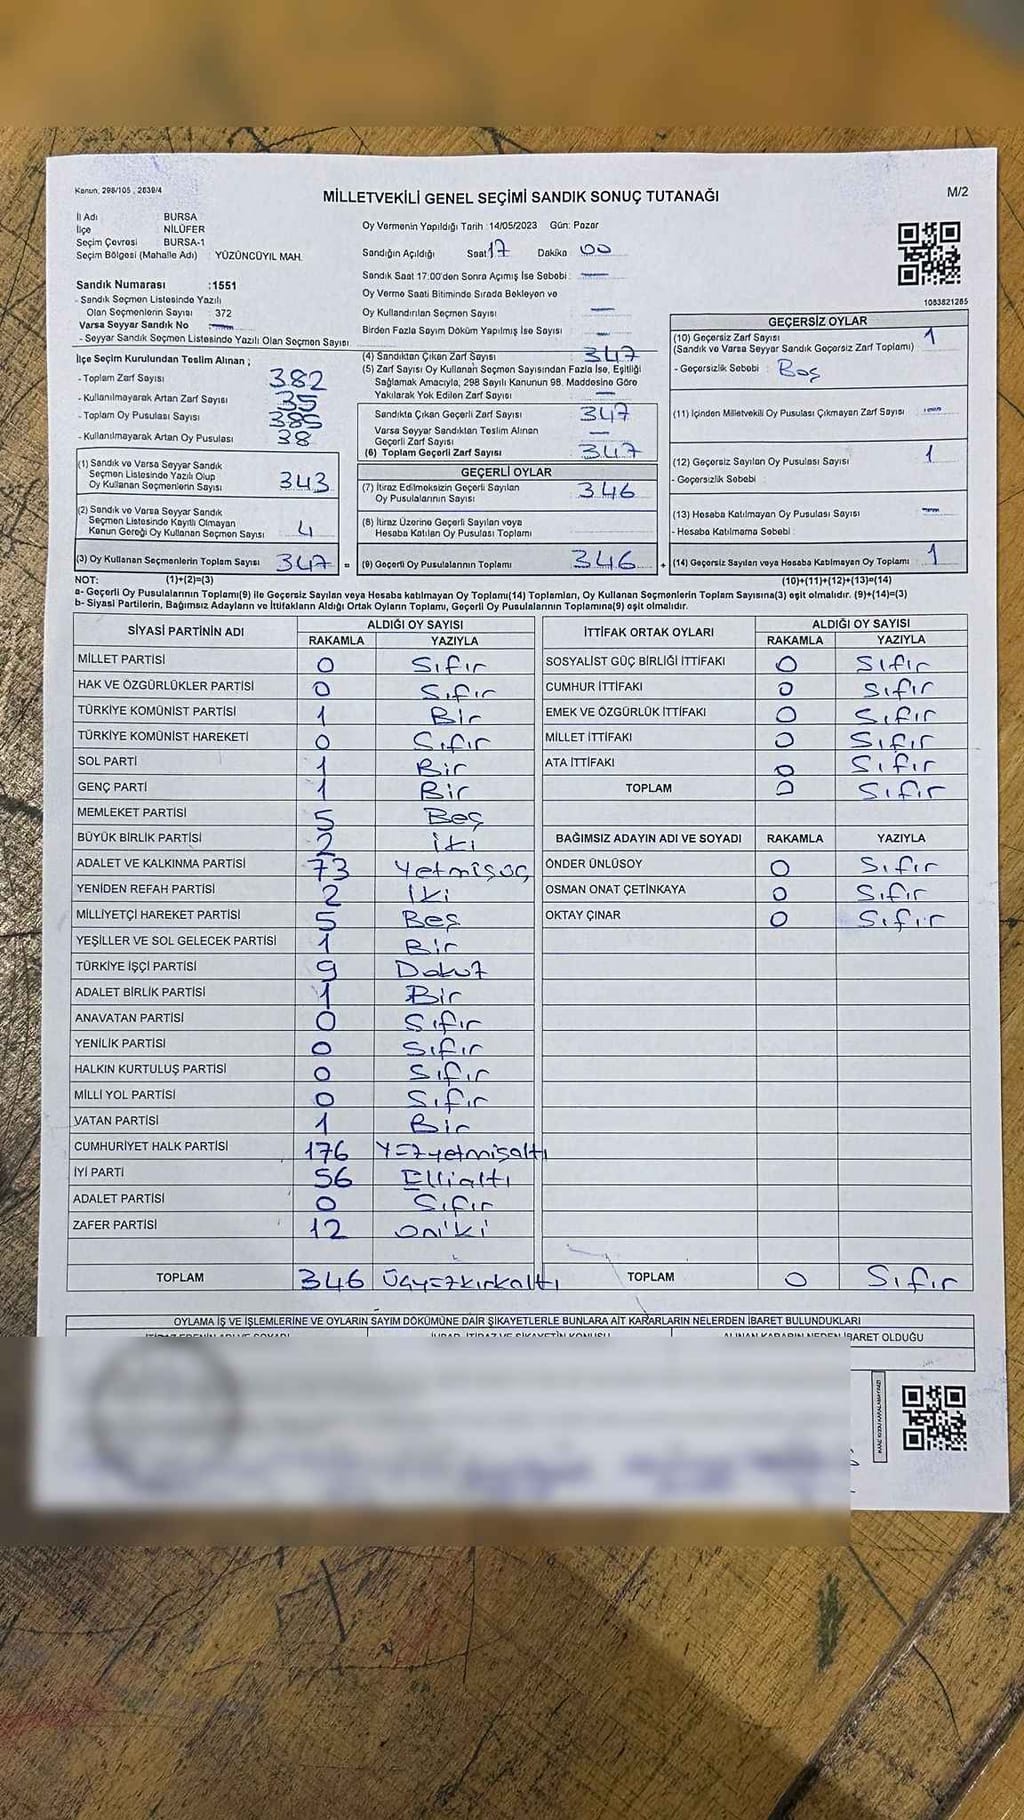 Kanun, 298/105 , 2839/4
MİLLETVEKİLİ GENEL SEÇİMİ SANDIK SONUÇ TUTANAĞI
M/2
İl Adı BURSA
İlçe NİLÜFER
Seçim Çevresi BURSA-1
Seçim Bölgesi (Mahalle Adı) YÜZÜNCÜYIL MAH.
Oy Vermenin Yapıldığı Tarih :14/05/2023 Gün: Pazar
Sandığın Açıldığı Saat 17 Dakika 00
Sandık Saat 17:00'den Sonra Açılmış İse Sebebi : —
Oy Verme Saati Bitiminde Sırada Bekleyen ve
Oy Kullandırılan Seçmen Sayısı —
Birden Fazla Sayım Döküm Yapılmış İse Sayısı —
1083821285
Sandık Numarası :1551
- Sandık Seçmen Listesinde Yazılı
Olan Seçmenlerin Sayısı : 372
Varsa Seyyar Sandık No —
- Seyyar Sandık Seçmen Listesinde Yazılı Olan Seçmen Sayısı
İlçe Seçim Kurulundan Teslim Alınan ;
- Toplam Zarf Sayısı 382
- Kullanılmayarak Artan Zarf Sayısı 35
- Toplam Oy Pusulası Sayısı 385
- Kullanılmayarak Artan Oy Pusulası 38
(1) Sandık ve Varsa Seyyar Sandık
Seçmen Listesinde Yazılı Olup
Oy Kullanan Seçmenlerin Sayısı 343
(2) Sandık ve Varsa Seyyar Sandık
Seçmen Listesinde Kayıtlı Olmayan
Kanun Gereği Oy Kullanan Seçmen Sayısı 4
(3) Oy Kullanan Seçmenlerin Toplam Sayısı 347 =
(4) Sandıktan Çıkan Zarf Sayısı 347
(5) Zarf Sayısı Oy Kullanan Seçmen Sayısından Fazla İse, Eşitliği
Sağlamak Amacıyla, 298 Sayılı Kanunun 98. Maddesine Göre
Yakılarak Yok Edilen Zarf Sayısı —
Sandıkta Çıkan Geçerli Zarf Sayısı 347
Varsa Seyyar Sandıktan Teslim Alınan
Geçerli Zarf Sayısı —
(6) Toplam Geçerli Zarf Sayısı 347
GEÇERLİ OYLAR
(7) İtiraz Edilmeksizin Geçerli Sayılan
Oy Pusulalarının Sayısı 346
(8) İtiraz Üzerine Geçerli Sayılan veya
Hesaba Katılan Oy Pusulası Toplamı
(9) Geçerli Oy Pusulalarının Toplamı 346 +
GEÇERSİZ OYLAR
(10) Geçersiz Zarf Sayısı 1
(Sandık ve Varsa Seyyar Sandık Geçersiz Zarf Toplamı)
- Geçersizlik Sebebi : Boş
(11) İçinden Milletvekili Oy Pusulası Çıkmayan Zarf Sayısı —
(12) Geçersiz Sayılan Oy Pusulası Sayısı 1
- Geçersizlik Sebebi
(13) Hesaba Katılmayan Oy Pusulası Sayısı —
- Hesaba Katılmama Sebebi :
(14) Geçersiz Sayılan veya Hesaba Katılmayan Oy Toplamı 1
NOT: (1)+(2)=(3) (10)+(11)+(12)+(13)=(14)
a- Geçerli Oy Pusulalarının Toplamı(9) ile Geçersiz Sayılan veya Hesaba katılmayan Oy Toplamı(14) Toplamları, Oy Kullanan Seçmenlerin Toplam Sayısına(3) eşit olmalıdır. (9)+(14)=(3)
b- Siyasi Partilerin, Bağımsız Adayların ve İttifakların Aldığı Ortak Oyların Toplamı, Geçerli Oy Pusulalarının Toplamına(9) eşit olmalıdır.
SİYASİ PARTİNİN ADI ALDIĞI OY SAYISI
RAKAMLA YAZIYLA
MİLLET PARTİSİ 0 Sıfır
HAK VE ÖZGÜRLÜKLER PARTİSİ 0 Sıfır
TÜRKİYE KOMÜNİST PARTİSİ 1 Bir
TÜRKİYE KOMÜNİST HAREKETİ 0 Sıfır
SOL PARTİ 1 Bir
GENÇ PARTİ 1 Bir
MEMLEKET PARTİSİ 5 Beş
BÜYÜK BİRLİK PARTİSİ 2 İki
ADALET VE KALKINMA PARTİSİ 73 Yetmişüç
YENİDEN REFAH PARTİSİ 2 İki
MİLLİYETÇİ HAREKET PARTİSİ 5 Beş
YEŞİLLER VE SOL GELECEK PARTİSİ 1 Bir
TÜRKİYE İŞÇİ PARTİSİ 9 Dokuz
ADALET BİRLİK PARTİSİ 1 Bir
ANAVATAN PARTİSİ 0 Sıfır
YENİLİK PARTİSİ 0 Sıfır
HALKIN KURTULUŞ PARTİSİ 0 Sıfır
MİLLİ YOL PARTİSİ 0 Sıfır
VATAN PARTİSİ 1 Bir
CUMHURİYET HALK PARTİSİ 176 Yüzyetmişaltı
İYİ PARTİ 56 Ellialtı
ADALET PARTİSİ 0 Sıfır
ZAFER PARTİSİ 12 oniki
TOPLAM 346 Üçyüzkırkaltı
İTTİFAK ORTAK OYLARI ALDIĞI OY SAYISI
RAKAMLA YAZIYLA
SOSYALİST GÜÇ BİRLİĞİ İTTİFAKI 0 Sıfır
CUMHUR İTTİFAKI 0 Sıfır
EMEK VE ÖZGÜRLÜK İTTİFAKI 0 Sıfır
MİLLET İTTİFAKI 0 Sıfır
ATA İTTİFAKI 0 Sıfır
TOPLAM 0 Sıfır
BAĞIMSIZ ADAYIN ADI VE SOYADI RAKAMLA YAZIYLA
ÖNDER ÜNLÜSOY 0 Sıfır
OSMAN ONAT ÇETİNKAYA 0 Sıfır
OKTAY ÇINAR 0 Sıfır
TOPLAM 0 Sıfır
OYLAMA İŞ VE İŞLEMLERİNE VE OYLARIN SAYIM DÖKÜMÜNE DAİR ŞİKAYETLERLE BUNLARA AİT KARARLARIN NELERDEN İBARET BULUNDUKLARI
İTİRAZ EDENİN ADI VE SOYADI İHBAR, İTİRAZ VE ŞİKAYETİN KONUSU ALINAN KARARIN NEDEN İBARET OLDUĞU